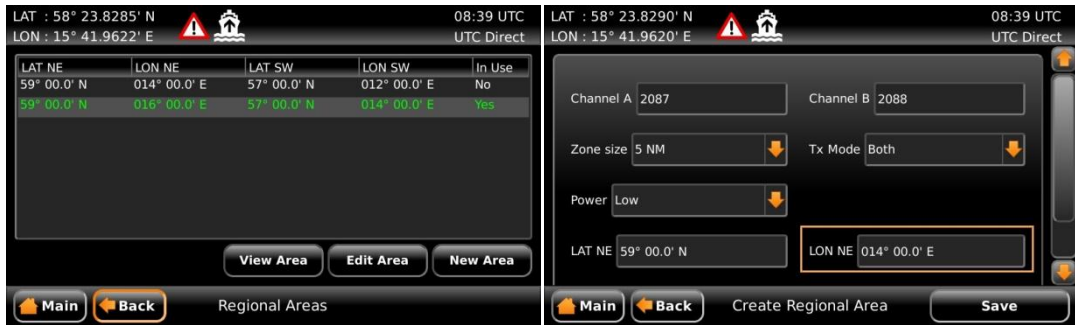 LAT : 58° 23.8285' N
LON : 15° 41.9622' E
08:39 UTC
UTC Direct
LAT NE LON NE LAT SW LON SW In Use
59° 00.0' N 014° 00.0' E 57° 00.0' N 012° 00.0' E No
59° 00.0' N 016° 00.0' E 57° 00.0' N 014° 00.0' E Yes
View Area Edit Area New Area
Main Back Regional Areas
LAT : 58° 23.8290' N
LON : 15° 41.9620' E
08:39 UTC
UTC Direct
Channel A 2087 Channel B 2088
Zone size 5 NM Tx Mode Both
Power Low
LAT NE 59° 00.0' N LON NE 014° 00.0' E
Main Back Create Regional Area Save